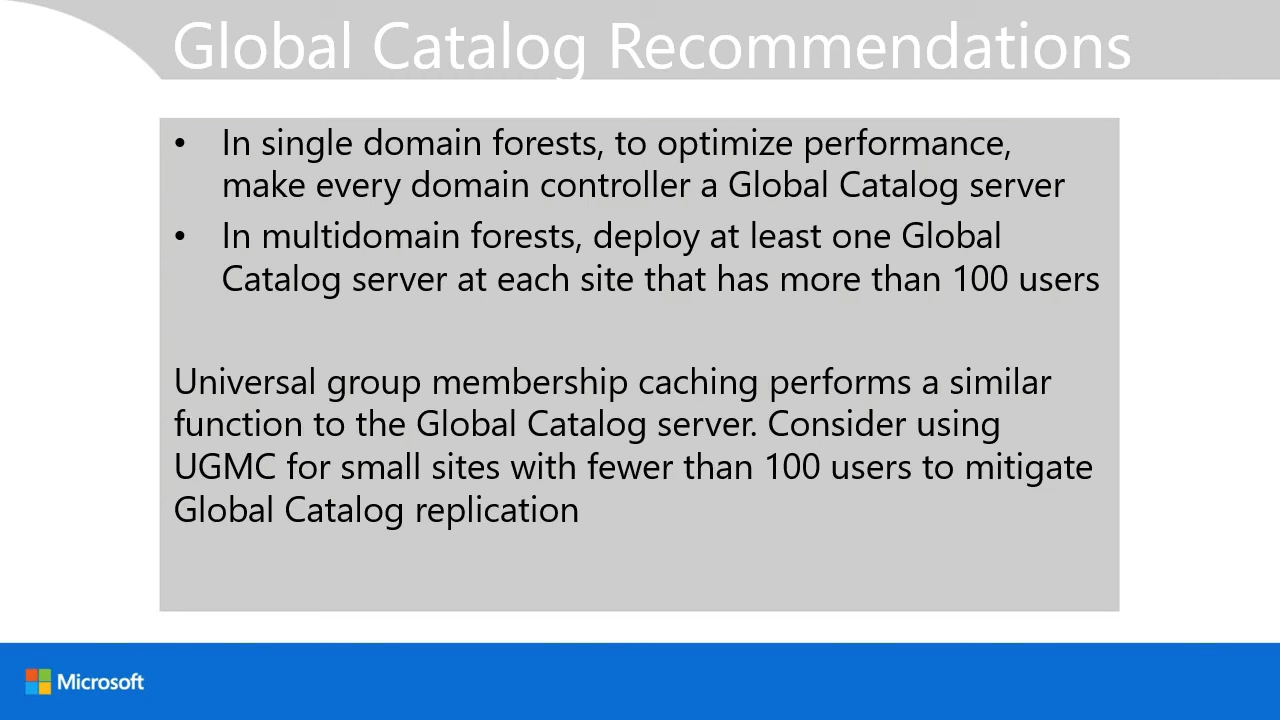 Global Catalog Recommendations
• In single domain forests, to optimize performance,
make every domain controller a Global Catalog server
• In multidomain forests, deploy at least one Global
Catalog server at each site that has more than 100 users
Universal group membership caching performs a similar
function to the Global Catalog server. Consider using
UGMC for small sites with fewer than 100 users to mitigate
Global Catalog replication
Microsoft